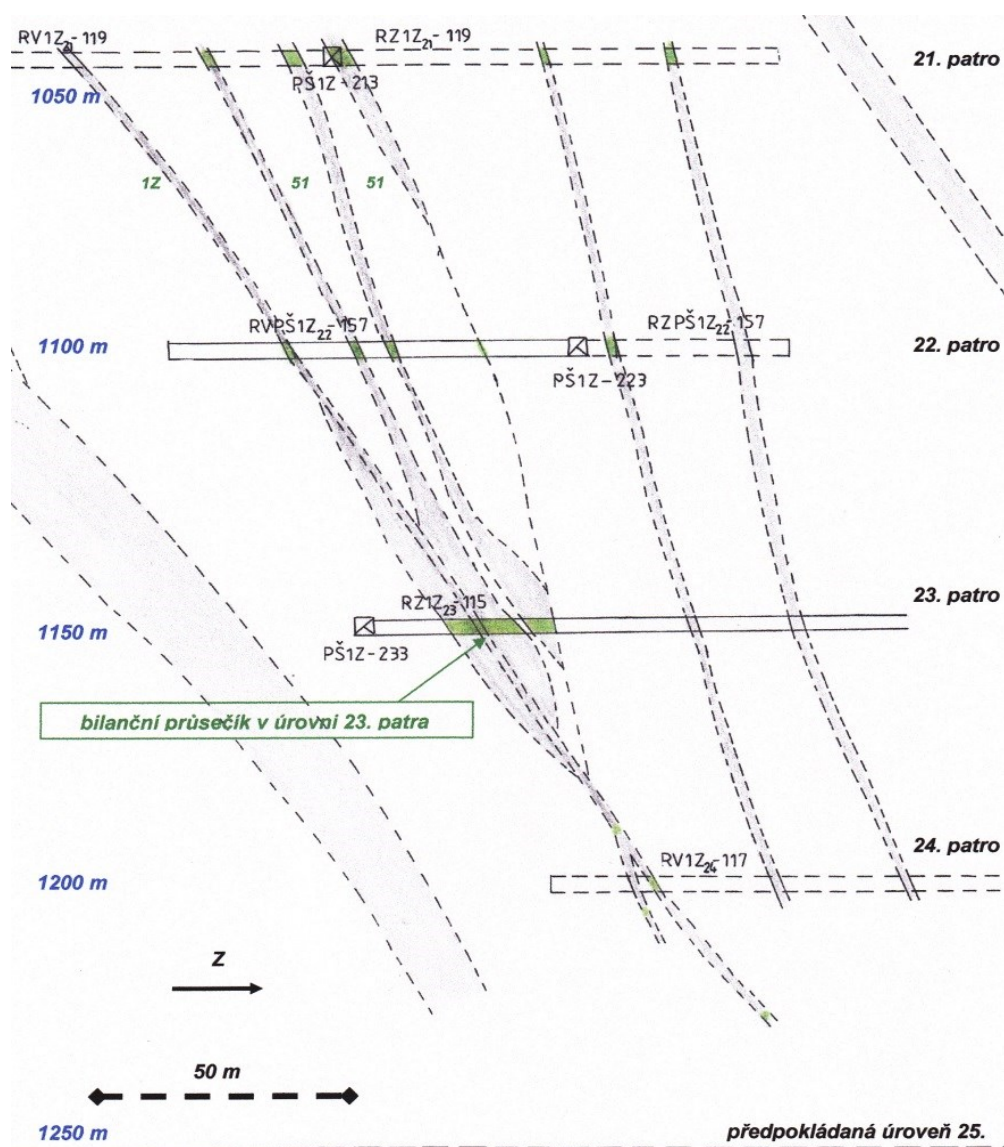 RV1Z21-119
RZ1Z21-119
21. patro
PŠ1Z-213
1050 m
1Z
51
51
RVPŠ1Z22-157
RZPŠ1Z22-157
1100 m
22. patro
PŠ1Z-223
RZ1Z23-115
23. patro
1150 m
PŠ1Z-233
bilanční průsečík v úrovni 23. patra
24. patro
RV1Z24-117
1200 m
Z
50 m
1250 m
předpokládaná úroveň 25.